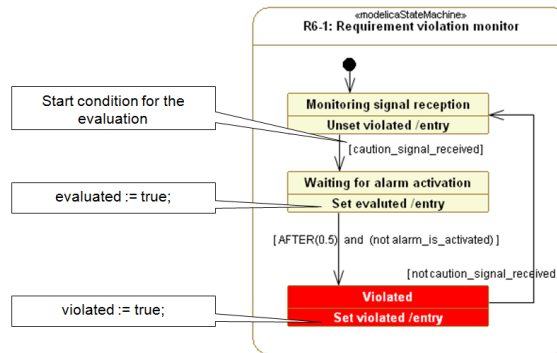 «modelicaStateMachine»
R6-1: Requirement violation monitor
Start condition for the
evaluation
Monitoring signal reception
Unset violated /entry
[caution_signal_received]
Waiting for alarm activation
evaluated := true;
Set evaluted /entry
[AFTER(0.5) and (not alarm_is_activated) ]
[not caution_signal_received
Violated
violated := true;
Set violated /entry